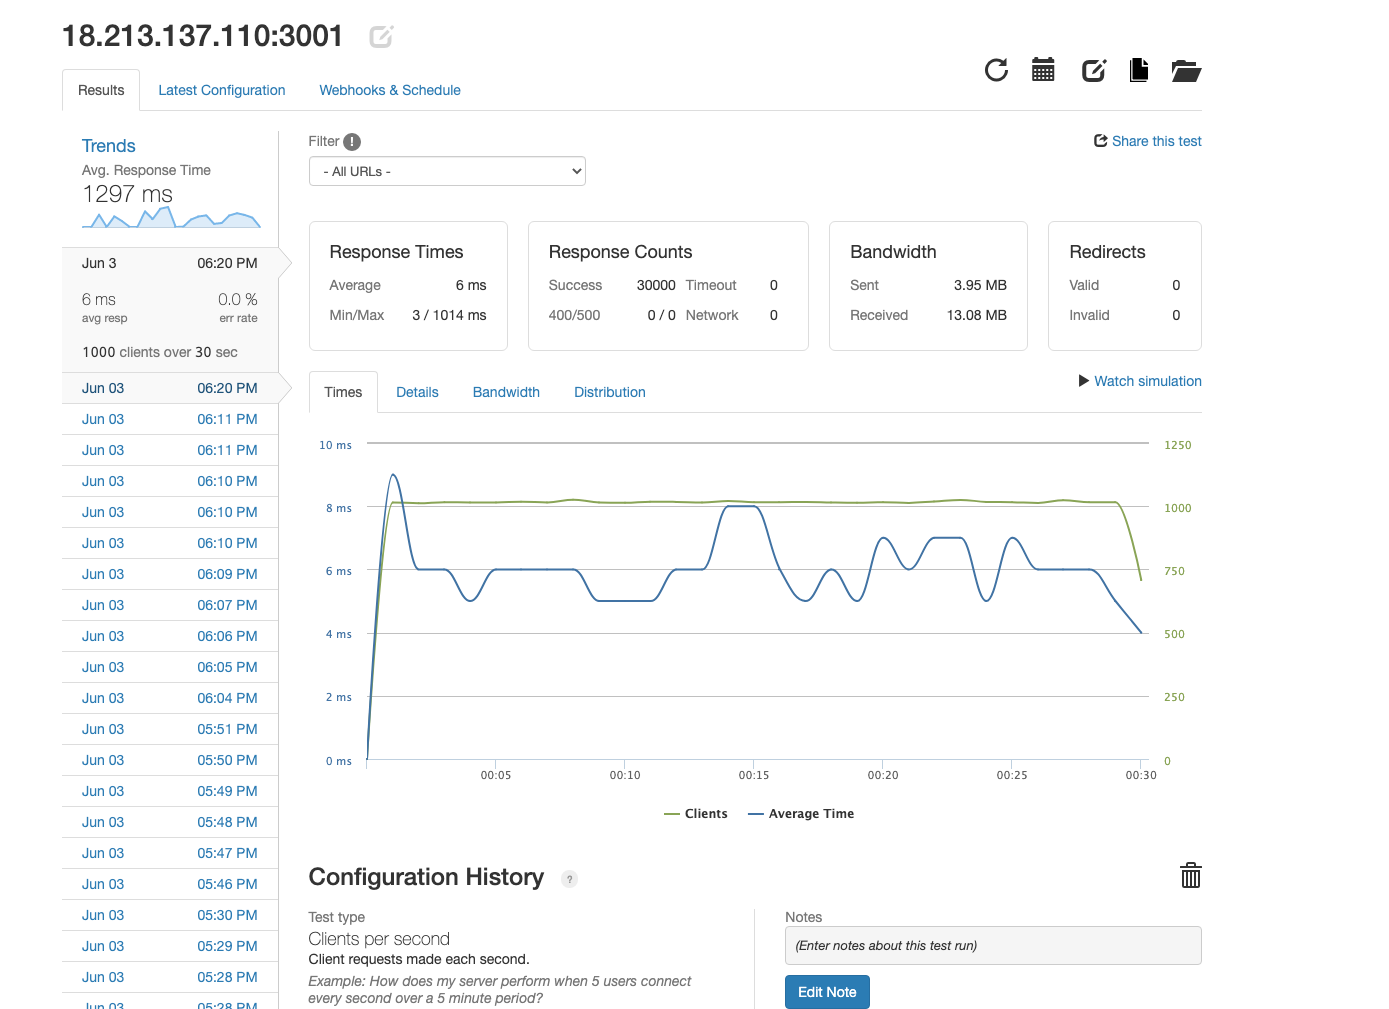 18.213.137.110:3001
Results
Latest Configuration
Webhooks & Schedule
Trends
Avg. Response Time
1297 ms
Jun 3 06:20 PM
6 ms 0.0 %
avg resp err rate
1000 clients over 30 sec
Jun 03 06:20 PM
Jun 03 06:11 PM
Jun 03 06:11 PM
Jun 03 06:10 PM
Jun 03 06:10 PM
Jun 03 06:10 PM
Jun 03 06:09 PM
Jun 03 06:07 PM
Jun 03 06:06 PM
Jun 03 06:05 PM
Jun 03 06:04 PM
Jun 03 05:51 PM
Jun 03 05:50 PM
Jun 03 05:49 PM
Jun 03 05:48 PM
Jun 03 05:47 PM
Jun 03 05:46 PM
Jun 03 05:30 PM
Jun 03 05:29 PM
Jun 03 05:28 PM
Jun 03 05:28 PM
Filter !
- All URLs -
Share this test
Response Times
Average 6 ms
Min/Max 3 / 1014 ms
Response Counts
Success 30000 Timeout 0
400/500 0 / 0 Network 0
Bandwidth
Sent 3.95 MB
Received 13.08 MB
Redirects
Valid 0
Invalid 0
Times
Details
Bandwidth
Distribution
Watch simulation
10 ms
8 ms
6 ms
4 ms
2 ms
0 ms
1250
1000
750
500
250
0
00:05 00:10 00:15 00:20 00:25 00:30
Clients Average Time
Configuration History ?
Test type
Clients per second
Client requests made each second.
Example: How does my server perform when 5 users connect
every second over a 5 minute period?
Notes
(Enter notes about this test run)
Edit Note